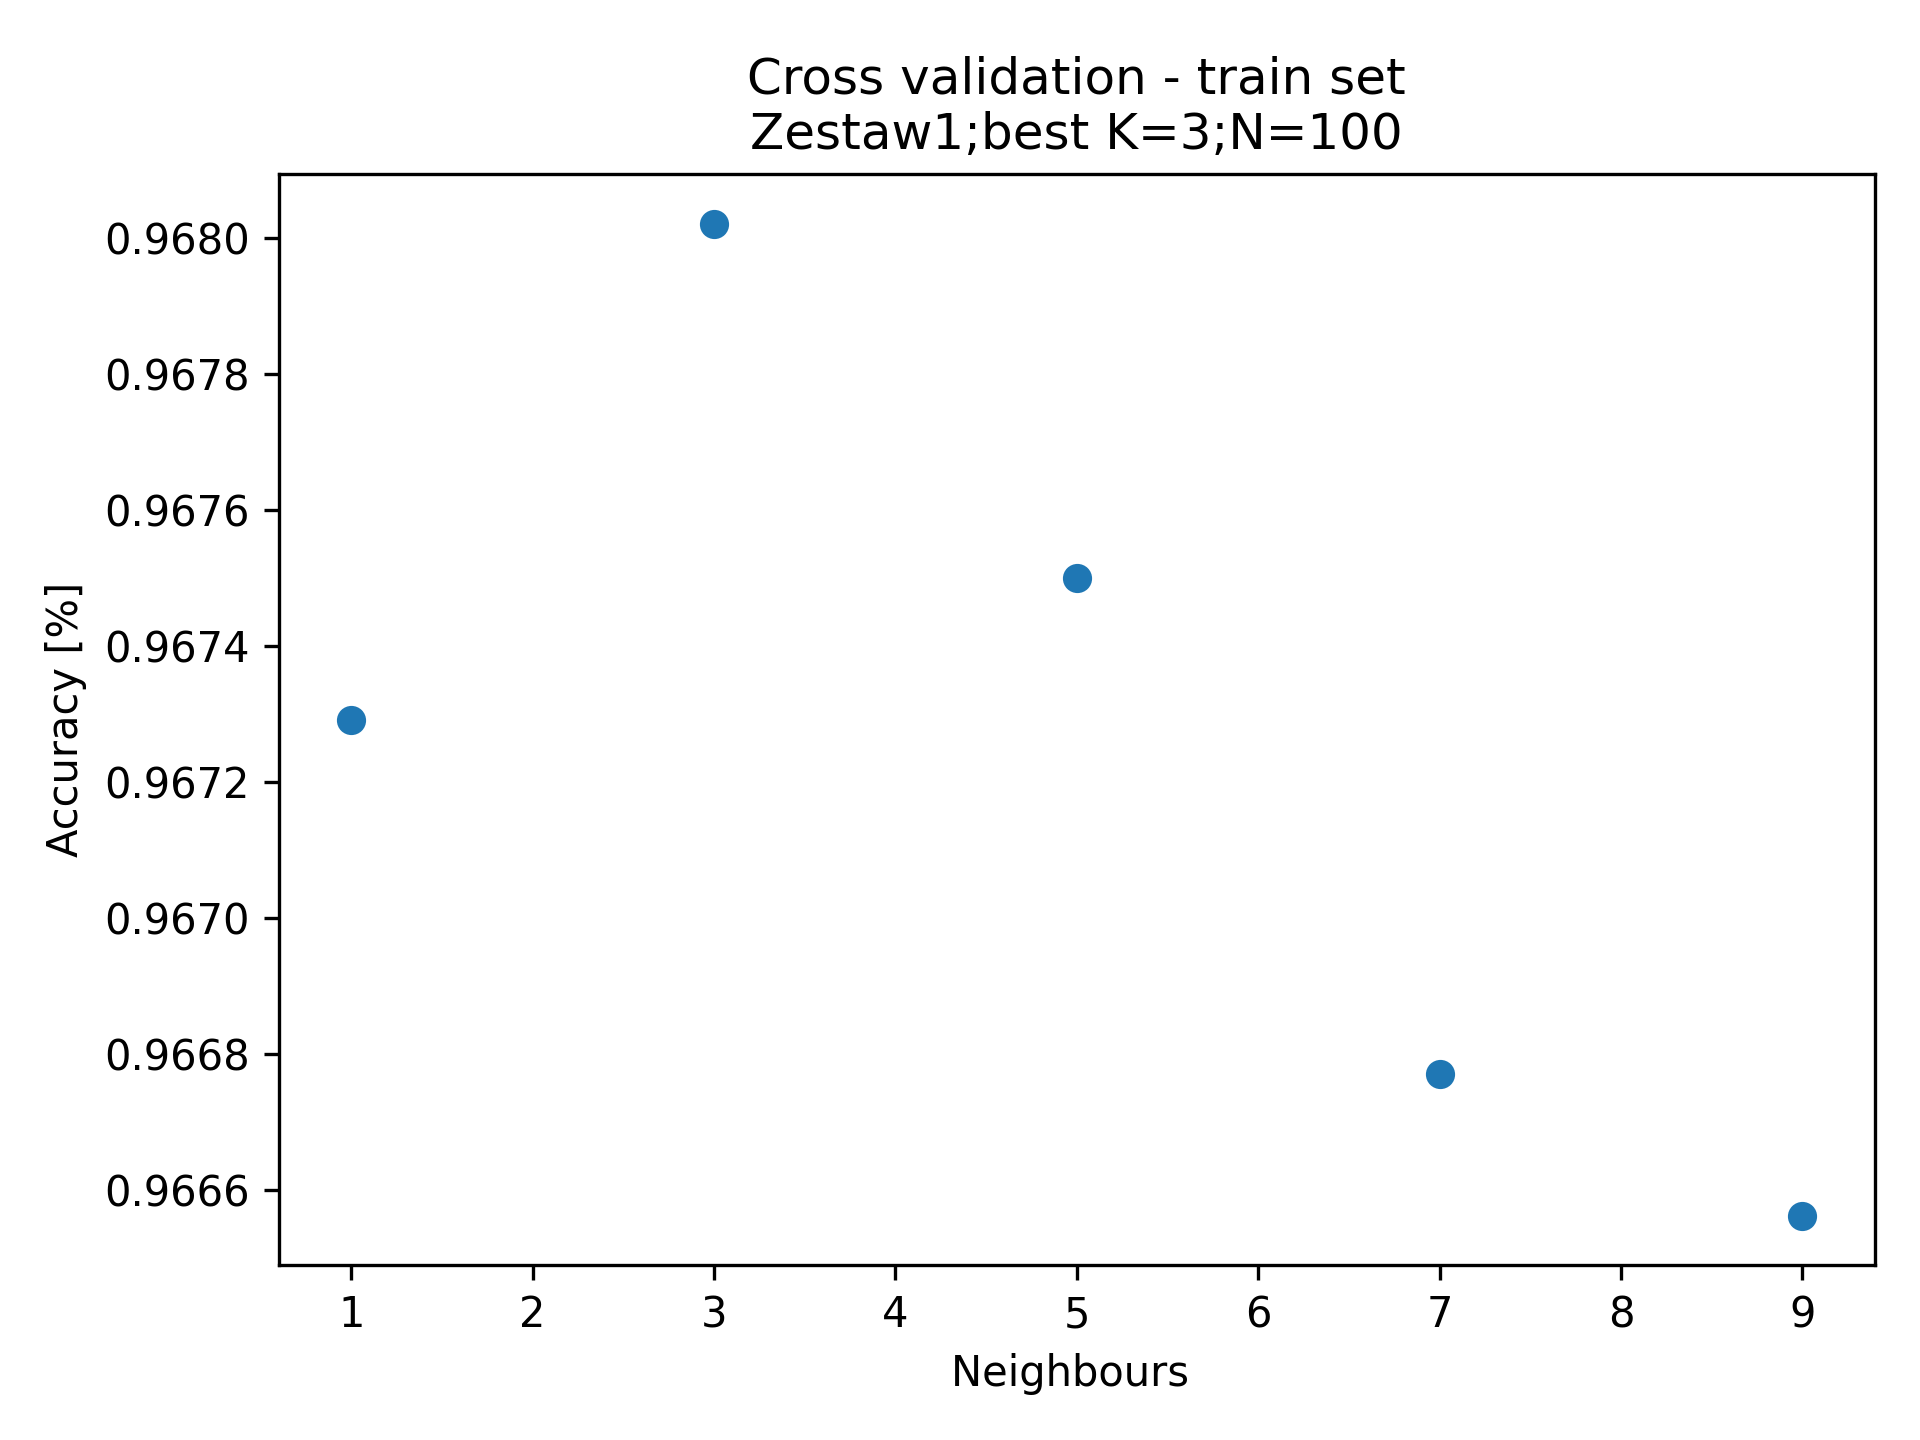 Cross validation - train set
Zestaw1;best K=3;N=100
Accuracy [%]
0.9680
0.9678
0.9676
0.9674
0.9672
0.9670
0.9668
0.9666
1 2 3 4 5 6 7 8 9
Neighbours